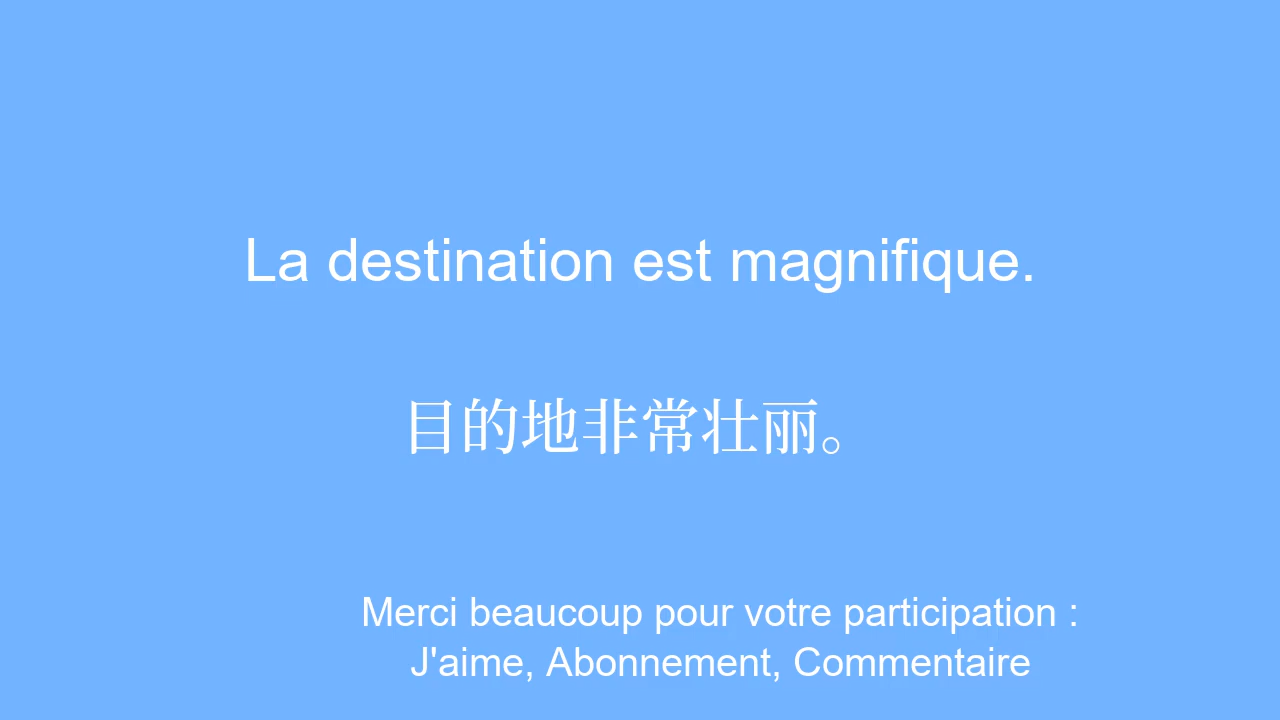 La destination est magnifique.
目的地非常壮丽。
Merci beaucoup pour votre participation :
J'aime, Abonnement, Commentaire